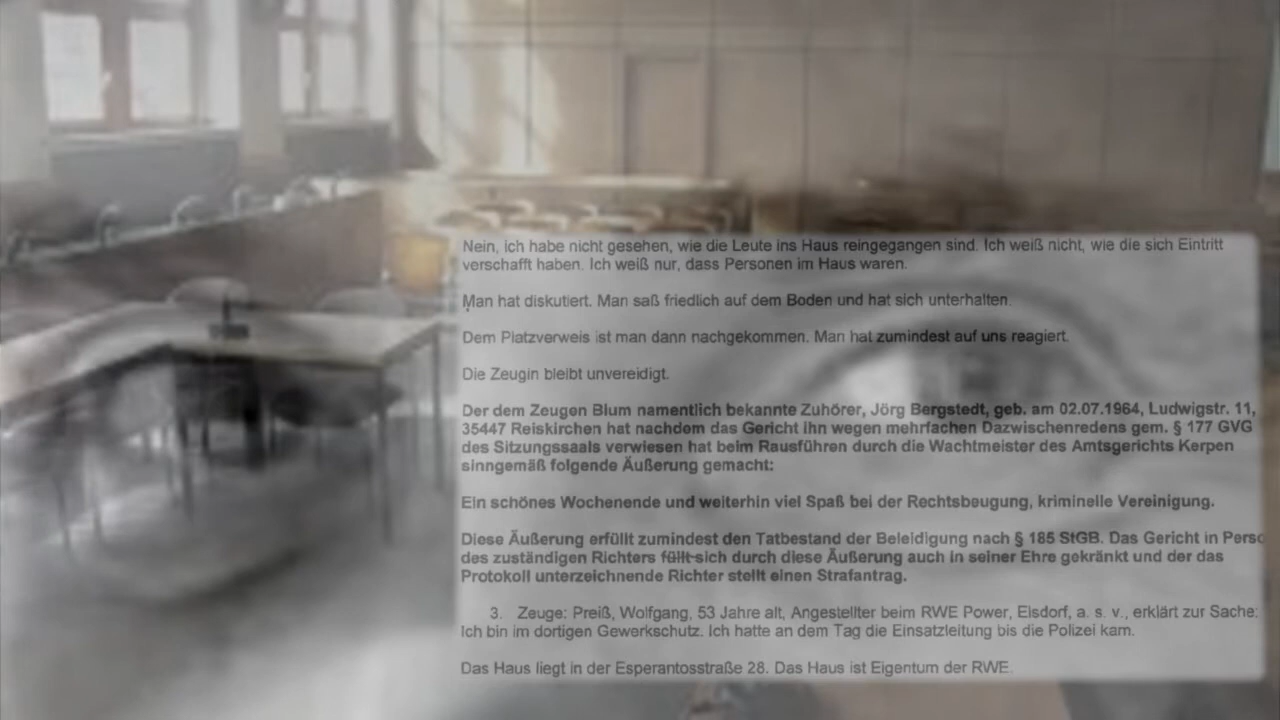 Nein, ich habe nicht gesehen, wie die Leute ins Haus reingegangen sind. Ich weiß nicht, wie die sich Eintritt
verschafft haben. Ich weiß nur, dass Personen im Haus waren.
Man hat diskutiert. Man saß friedlich auf dem Boden und hat sich unterhalten.
Dem Platzverweis ist man dann nachgekommen. Man hat zumindest auf uns reagiert.
Die Zeugin bleibt unvereidigt.
Der dem Zeugen Blum namentlich bekannte Zuhörer, Jörg Bergstedt, geb. am 02.07.1964, Ludwigstr. 11,
35447 Reiskirchen hat nachdem das Gericht ihn wegen mehrfachen Dazwischenredens gem. § 177 GVG
des Sitzungssaals verwiesen hat beim Rausführen durch die Wachtmeister des Amtsgerichts Kerpen
sinngemäß folgende Äußerung gemacht:
Ein schönes Wochenende und weiterhin viel Spaß bei der Rechtsbeugung, kriminelle Vereinigung.
Diese Äußerung erfüllt zumindest den Tatbestand der Beleidigung nach § 185 StGB. Das Gericht in Perso
des zuständigen Richters füllt sich durch diese Äußerung auch in seiner Ehre gekränkt und der das
Protokoll unterzeichnende Richter stellt einen Strafantrag.
3. Zeuge: Preiß, Wolfgang, 53 Jahre alt, Angestellter beim RWE Power, Elsdorf, a. s. v., erklärt zur Sache:
Ich bin im dortigen Gewerkschutz. Ich hatte an dem Tag die Einsatzleitung bis die Polizei kam.
Das Haus liegt in der Esperantosstraße 28. Das Haus ist Eigentum der RWE.